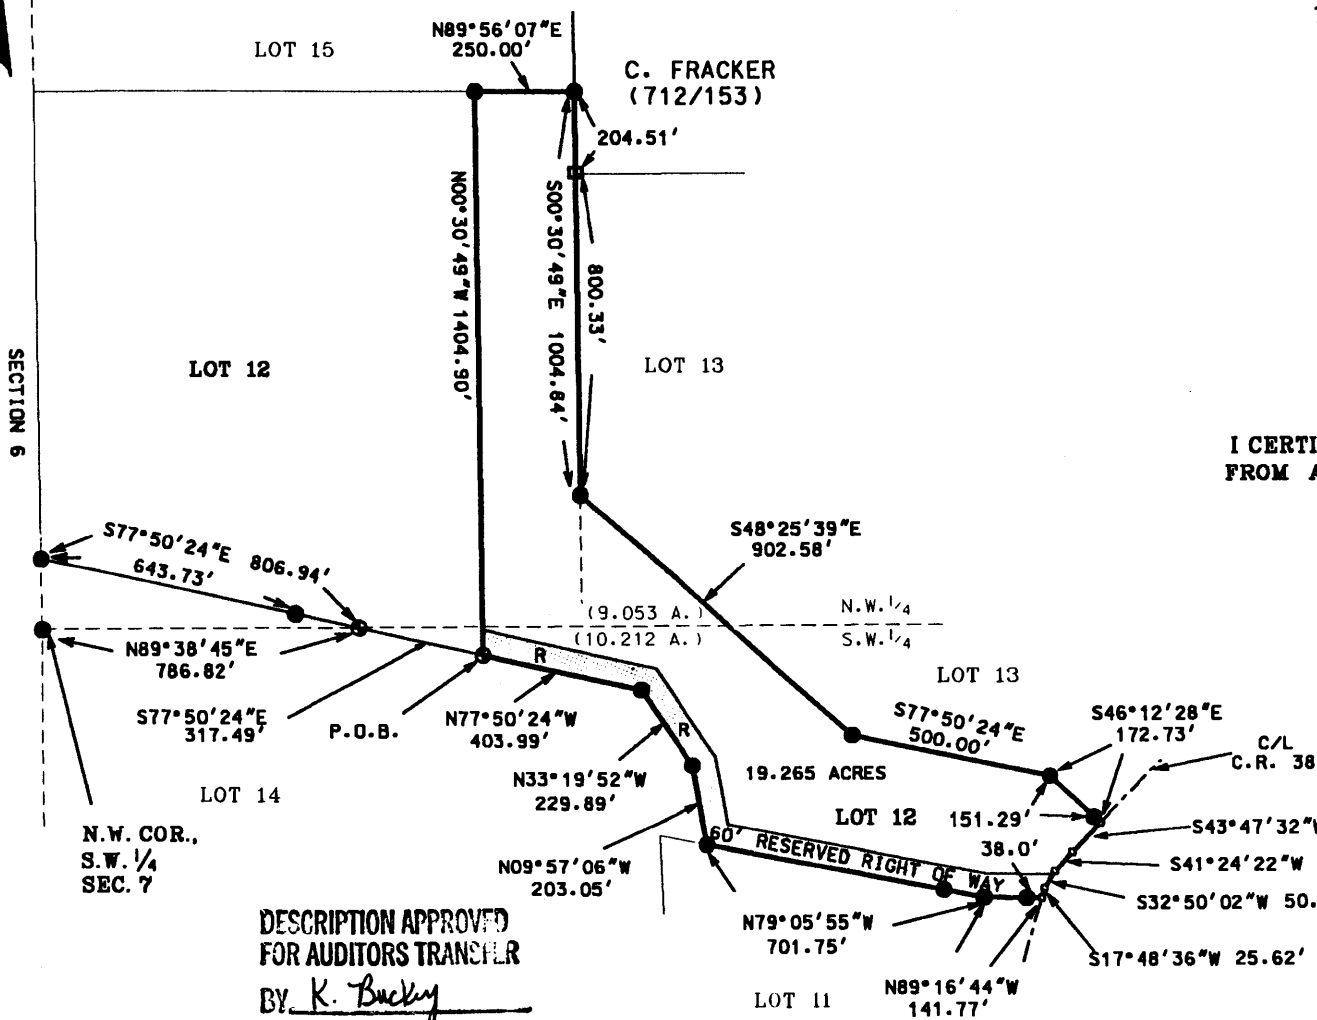 N89°56'07"E
250.00'
LOT 15
C. FRACKER
(712/153)
204.51'
N00°30'49"W 1404.90'
S00°30'49"E 1004.84'
800.33'
SECTION 6
LOT 12
LOT 13
I CERTI
FROM A
S77°50'24"E
643.73'
806.94'
S48°25'39"E
902.58'
(9.053 A.)
(10.212 A.)
N.W. 1/4
S.W. 1/4
N89°38'45"E
786.82'
R
R
LOT 13
S77°50'24"E
317.49'
P.O.B.
N77°50'24"W
403.99'
S77°50'24"E
500.00'
S46°12'28"E
172.73'
C/L
C.R. 38
N33°19'52"W
229.89'
19.265 ACRES
LOT 14
LOT 12
151.29'
38.0'
S43°47'32"W
N.W. COR.,
S.W. 1/4
SEC. 7
60' RESERVED RIGHT OF WAY
N09°57'06"W
203.05'
S41°24'22"W
S32°50'02"W 50.
DESCRIPTION APPROVED
FOR AUDITORS TRANSFER
BY K. Buckey
N79°05'55"W
701.75'
S17°48'36"W 25.62'
N89°16'44"W
141.77'
LOT 11